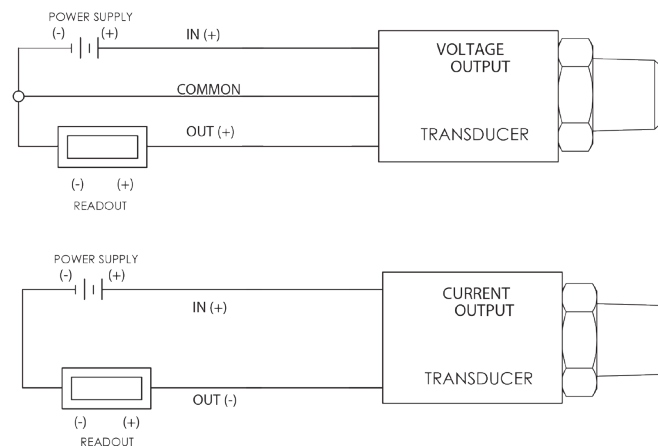 POWER SUPPLY
(-) (+)
IN (+)
VOLTAGE
OUTPUT
COMMON
OUT (+)
TRANSDUCER
(-) (+)
READOUT
POWER SUPPLY
(-) (+)
IN (+)
CURRENT
OUTPUT
TRANSDUCER
OUT (-)
(-) (+)
READOUT